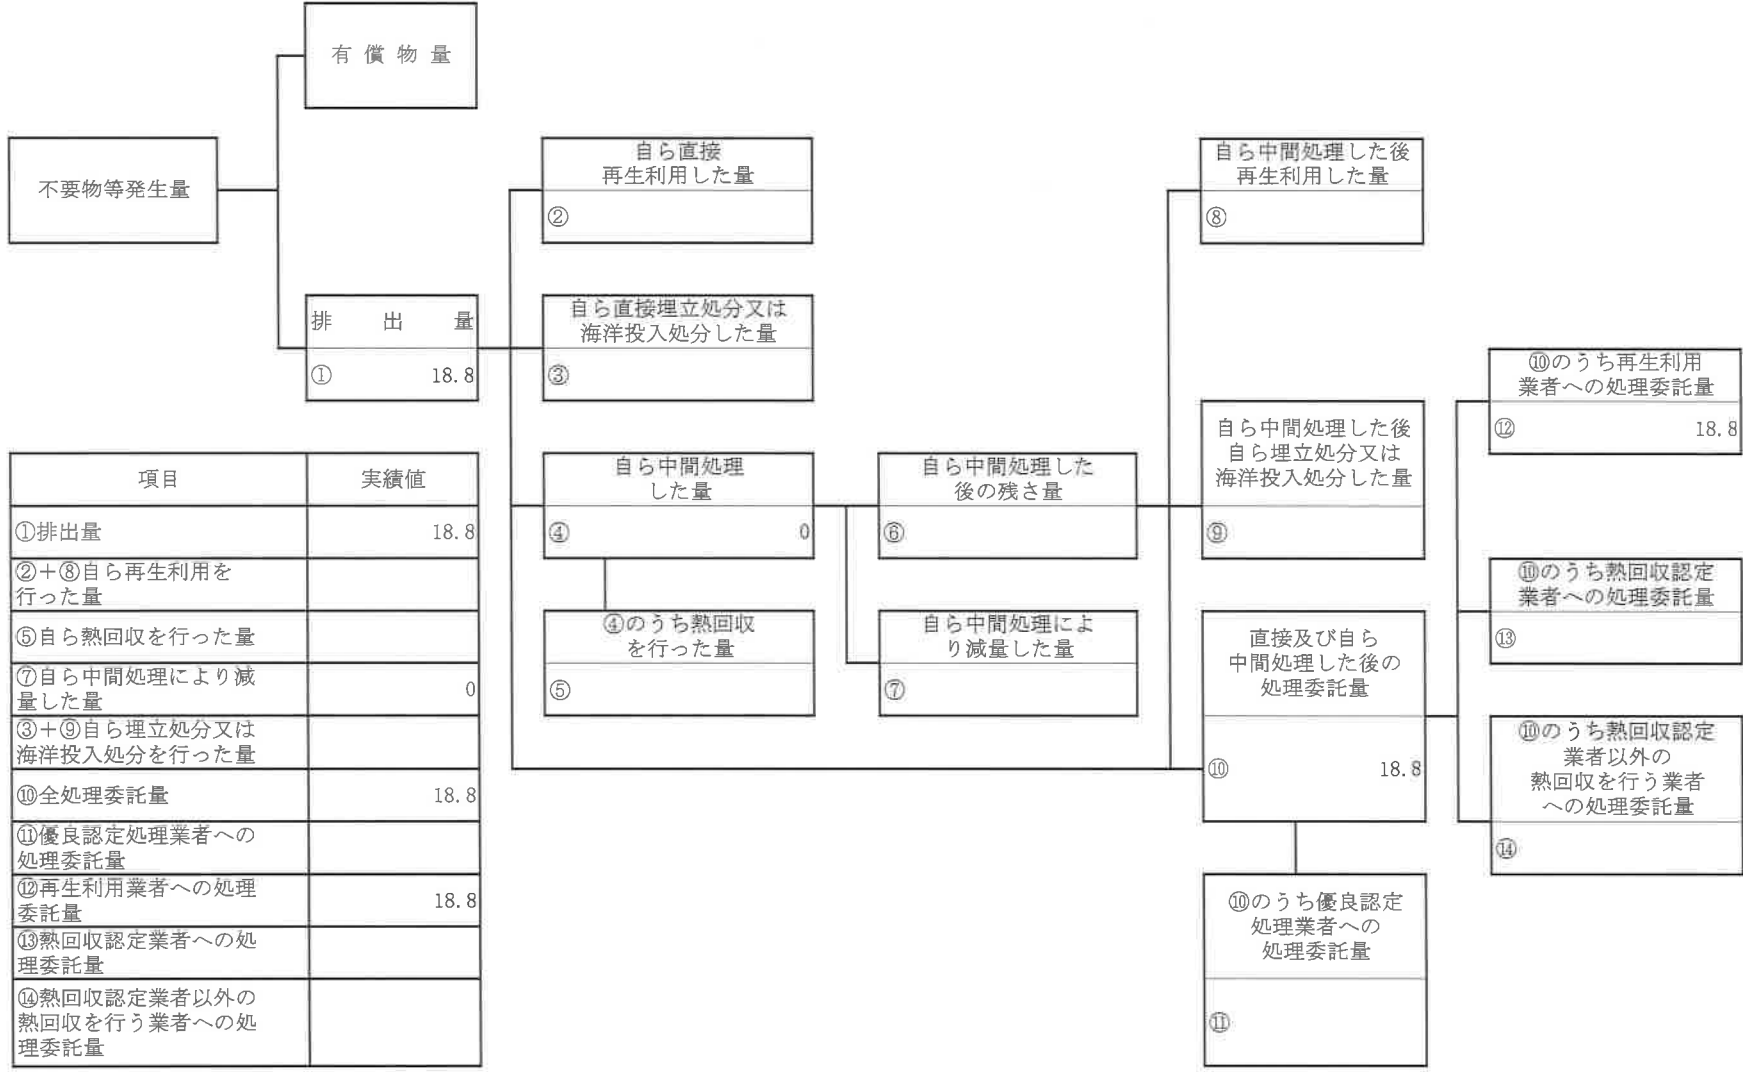 有償物量
不要物等発生量
排出量
① 18.8
自ら直接
再生利用した量
②
自ら直接埋立処分又は
海洋投入処分した量
③
自ら中間処理
した量
④ 0
④のうち熱回収
を行った量
⑤
自ら中間処理した
後の残さ量
⑥
自ら中間処理によ
り減量した量
⑦
自ら中間処理した後
再生利用した量
⑧
自ら中間処理した後
自ら埋立処分又は
海洋投入処分した量
⑨
直接及び自ら
中間処理した後の
処理委託量
⑩ 18.8
⑩のうち優良認定
処理業者への
処理委託量
⑪
⑩のうち再生利用
業者への処理委託量
⑫ 18.8
⑩のうち熱回収認定
業者への処理委託量
⑬
⑩のうち熱回収認定
業者以外の
熱回収を行う業者
への処理委託量
⑭
項目 実績値
①排出量 18.8
②+⑧自ら再生利用を
行った量
⑤自ら熱回収を行った量
⑦自ら中間処理により減
量した量 0
③+⑨自ら埋立処分又は
海洋投入処分を行った量
⑩全処理委託量 18.8
⑪優良認定処理業者への
処理委託量
⑫再生利用業者への処理
委託量 18.8
⑬熱回収認定業者への処
理委託量
⑭熱回収認定業者以外の
熱回収を行う業者への処
理委託量